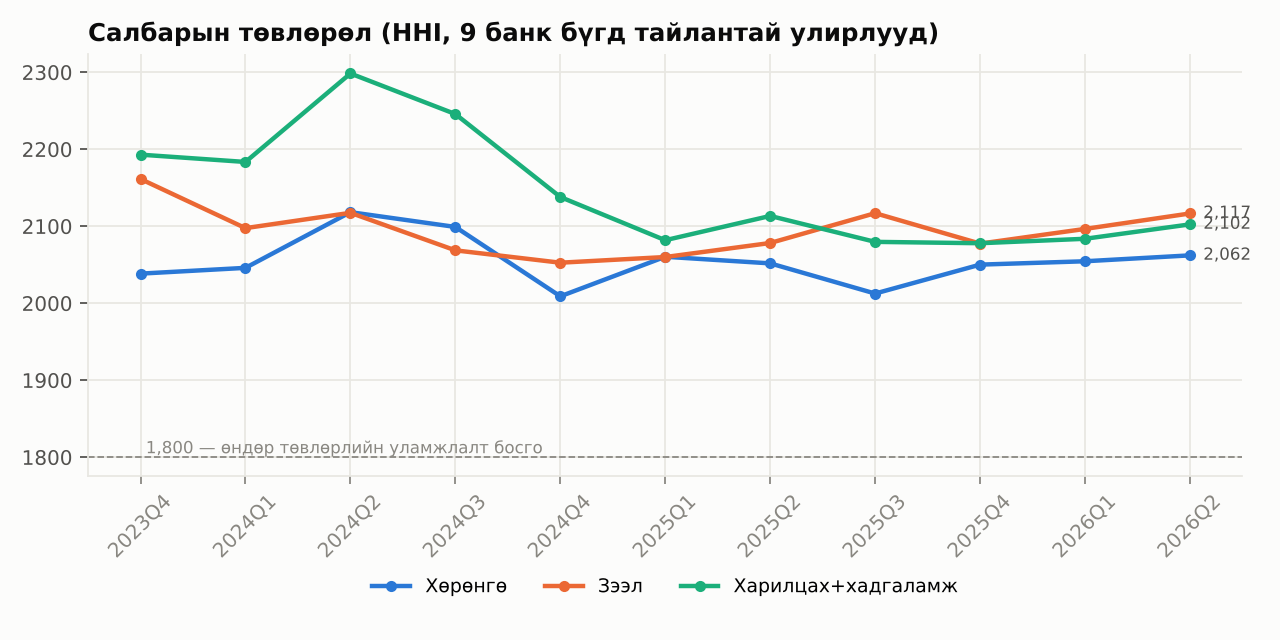 Салбарын төвлөрөл (HHI, 9 банк бүгд тайлантай улирлууд)
2300
2200
2100
2000
1900
1800
2,117
2,102
2,062
1,800 — өндөр төвлөрлийн уламжлалт босго
2023Q4 2024Q1 2024Q2 2024Q3 2024Q4 2025Q1 2025Q2 2025Q3 2025Q4 2026Q1 2026Q2
Хөрөнгө Зээл Харилцах+хадгаламж